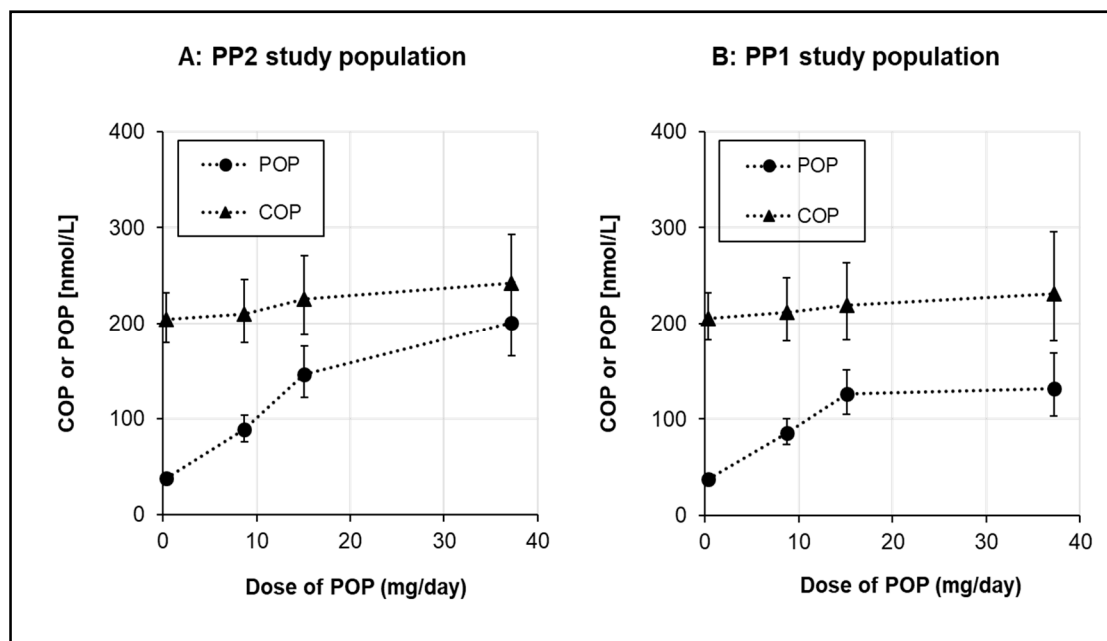 A: PP2 study population
COP or POP [nmol/L]
400
300
200
100
0
POP
COP
0 10 20 30 40
Dose of POP (mg/day)
B: PP1 study population
COP or POP [nmol/L]
400
300
200
100
0
POP
COP
0 10 20 30 40
Dose of POP (mg/day)